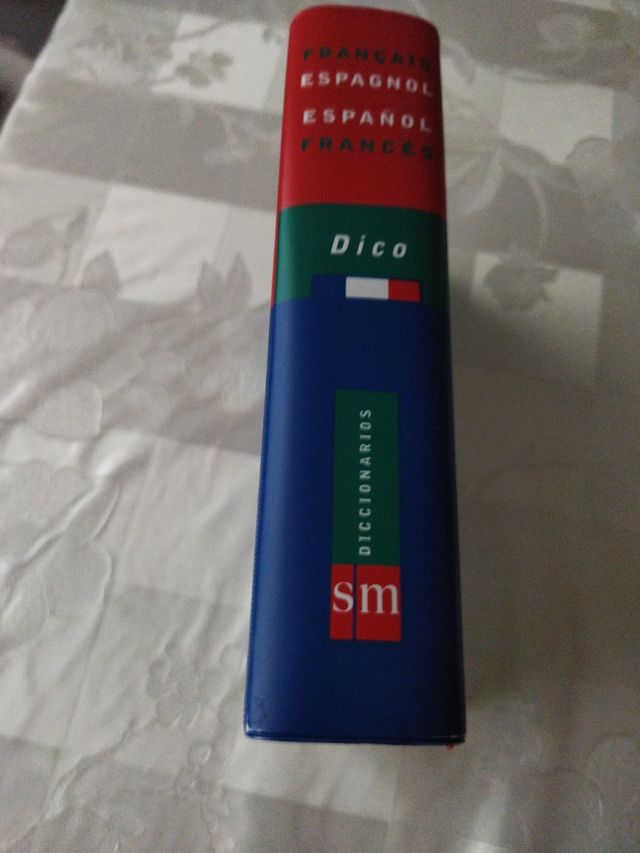 FRANÇAIS
ESPAGNOL
ESPAÑOL
FRANCÉS
Dico
DICCIONARIOS
sm